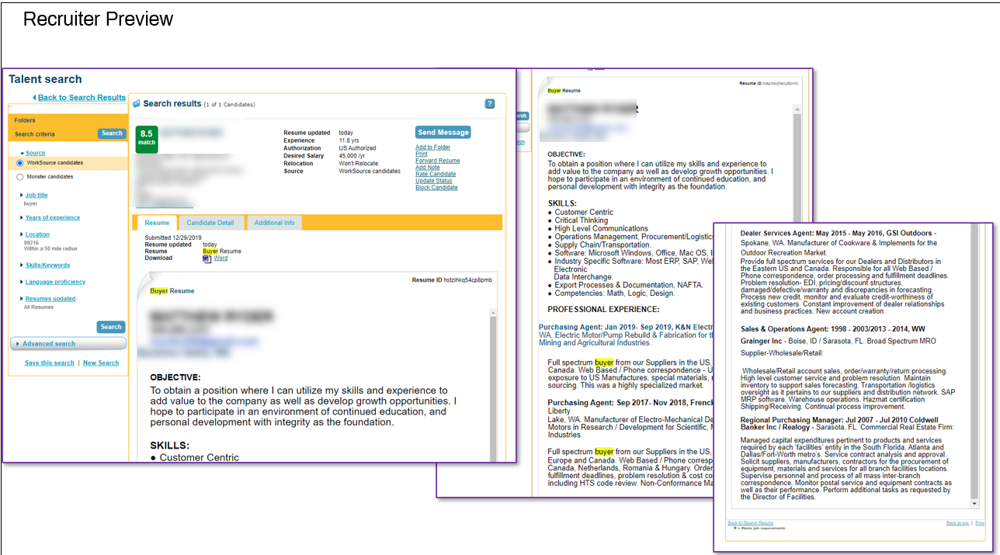 Recruiter Preview
Talent search
Back to Search Results
Folders
Search criteria
Search
Source
WorkSource candidates
Monster candidates
Job title
buyer
Years of experience
Location
99216
Within a 50 mile radius
Skills/Keywords
Language proficiency
Resumes updated
All Resumes
Search
Advanced search
Save this search | New Search
Search results (1 of 1 Candidates)
?
8.5
match
Resume updated today
Experience 11.8 yrs
Authorization US Authorized
Desired Salary 45,000 /yr
Relocation Won't Relocate
Source WorkSource candidates
Send Message
Add to Folder
Print
Forward Resume
Add Note
Rate Candidate
Update Status
Block Candidate
Resume Candidate Detail Additional Info
Submitted 12/29/2019
Resume updated today
Resume Buyer Resume
Download Word
Resume ID hstzihkq54cp8pmb
Buyer Resume
OBJECTIVE:
To obtain a position where I can utilize my skills and experience to
add value to the company as well as develop growth opportunities. I
hope to participate in an environment of continued education, and
personal development with integrity as the foundation.
SKILLS:
● Customer Centric
Resume ID hstzihkq54cp8pmb
Buyer Resume
OBJECTIVE:
To obtain a position where I can utilize my skills and experience to
add value to the company as well as develop growth opportunities. I
hope to participate in an environment of continued education, and
personal development with integrity as the foundation.
SKILLS:
● Customer Centric
● Critical Thinking
● High Level Communications
● Operations Management, Procurement/Logistics
● Supply Chain/Transportation.
● Software: Microsoft Windows, Office, Mac OS,
● Industry Specific Software: Most ERP, SAP,
Electronic
Data Interchange.
● Export Processes & Documentation, NAFTA.
● Competencies: Math, Logic, Design.
PROFESSIONAL EXPERIENCE:
Purchasing Agent: Jan 2019- Sep 2019, K&N Electr
WA. Electric Motor/Pump Rebuild & Fabrication for th
Mining and Agricultural Industries.
Full spectrum buyer from our Suppliers in the US,
Canada. Web Based / Phone correspondence - U
exposure to US Manufactures, special materials,
sourcing. This was a highly specialized market.
Purchasing Agent: Sep 2017- Nov 2018, Frenck
Liberty
Lake, WA. Manufacturer of Electro-Mechanical De
Motors in Research / Development for Scientific,
Industries.
Full spectrum buyer from our Suppliers in the US,
Europe and Canada. Web Based / Phone corresp
Canada, Netherlands, Romania & Hungary. Order
fulfillment deadlines, problem resolution & cost co
including HTS code review. Non-Conformance Ma
Dealer Services Agent: May 2015 - May 2016, GSI Outdoors -
Spokane, WA. Manufacturer of Cookware & Implements for the
Outdoor Recreation Market.
Provide full spectrum services for our Dealers and Distributors in
the Eastern US and Canada. Responsible for all Web Based /
Phone correspondence, order processing and fulfillment deadlines.
Problem resolution- EDI, pricing/discount structures,
damaged/defective/warranty and discrepancies in forecasting.
Process new credit, monitor and evaluate credit-worthiness of
existing customers. Constant improvement of dealer relationships
and business practices. New account creation.
Sales & Operations Agent: 1998 - 2003/2013 - 2014, WW
Grainger Inc - Boise, ID / Sarasota, FL. Broad Spectrum MRO
Supplier-Wholesale/Retail:
Wholesale/Retail account sales, order/warranty/return processing.
High level customer service and problem resolution. Maintain
inventory to support sales forecasting. Transportation /logistics
oversight as it pertains to our suppliers and distribution network. SAP
MRP software. Warehouse operations. Hazmat certification.
Shipping/Receiving. Continual process improvement.
Regional Purchasing Manager: Jul 2007 - Jul 2010 Coldwell
Banker Inc / Realogy - Sarasota, FL. Commercial Real Estate Firm:
Managed capital expenditures pertinent to products and services
required by each 'facilities' entity in the South Florida, Atlanta and
Dallas/Fort-Worth metro's. Service contract analysis and approval.
Solicit suppliers, manufacturers, contractors for the procurement of
equipment, materials and services for all branch facilities locations.
Supervise personnel and process of all mass inter-branch
correspondence. Monitor postal service and equipment contracts as
well as their performance. Perform additional tasks as requested by
the Director of Facilities.
Back to Search Results
= Meets job requirements
Back to top | Print